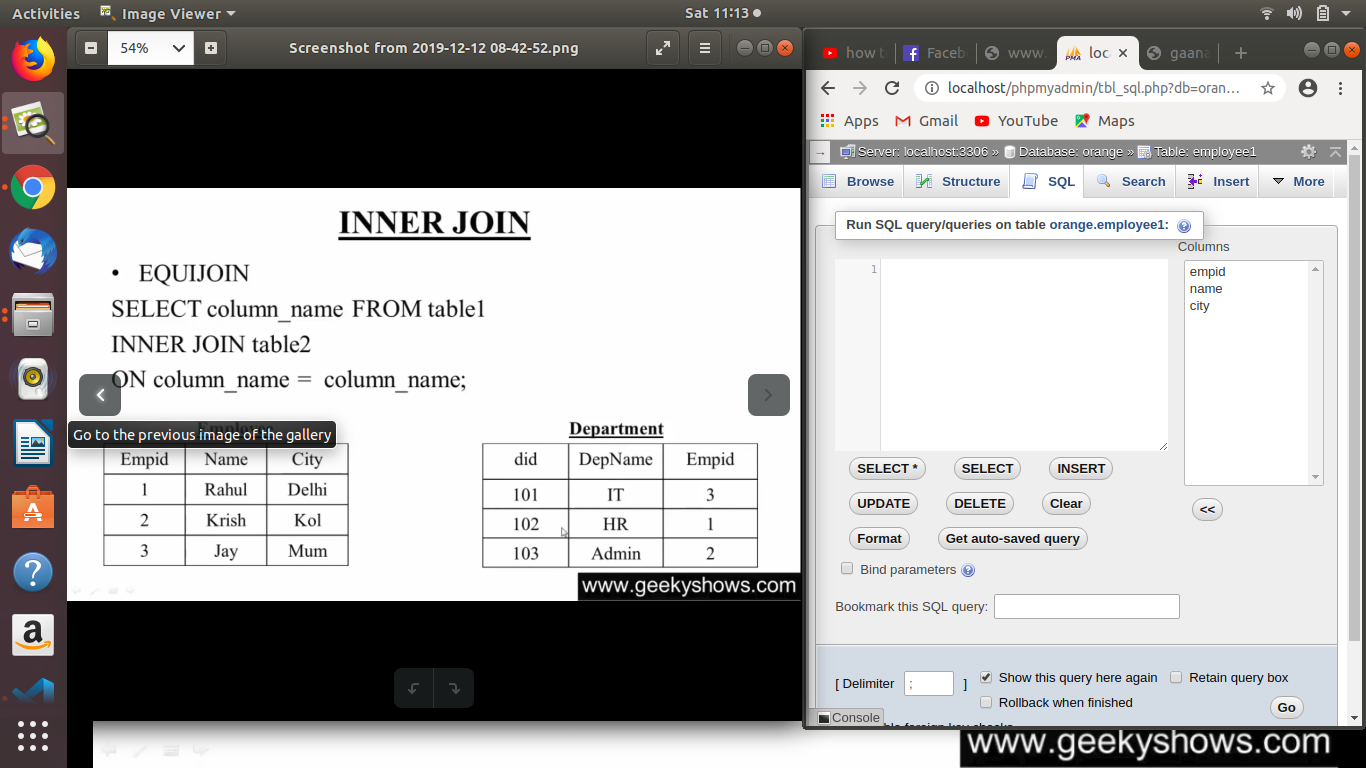 Activities Image Viewer Sat 11:13
54% Screenshot from 2019-12-12 08-42-52.png
INNER JOIN
• EQUIJOIN
SELECT column_name FROM table1
INNER JOIN table2
ON column_name = column_name;
Go to the previous image of the gallery
Empid Name City
1 Rahul Delhi
2 Krish Kol
3 Jay Mum
Department
did DepName Empid
101 IT 3
102 HR 1
103 Admin 2
www.geekyshows.com
how t Faceb www. loc gaana
localhost/phpmyadmin/tbl_sql.php?db=oran...
Apps Gmail YouTube Maps
Server: localhost:3306 » Database: orange » Table: employee1
Browse Structure SQL Search Insert More
Run SQL query/queries on table orange.employee1:
Columns
1
empid
name
city
SELECT * SELECT INSERT
UPDATE DELETE Clear
<<
Format Get auto-saved query
Bind parameters
Bookmark this SQL query:
[ Delimiter ; ] Show this query here again Retain query box
Rollback when finished
Go
Console
foreign key checks
www.geekyshows.com